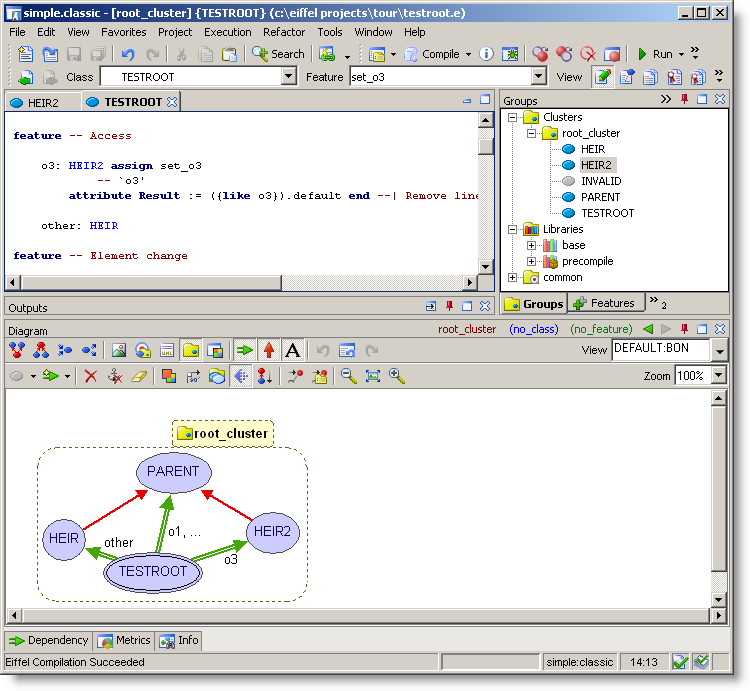 simple.classic - [root_cluster] {TESTROOT} (c:\eiffel projects\tour\testroot.e)
File Edit View Favorites Project Execution Refactor Tools Window Help
Search Compile Run
Class TESTROOT Feature set_o3 View
HEIR2 TESTROOT
feature -- Access
o3: HEIR2 assign set_o3
-- `o3'
attribute Result := ({like o3}).default end --| Remove line
other: HEIR
feature -- Element change
Groups
Clusters
root_cluster
HEIR
HEIR2
INVALID
PARENT
TESTROOT
Libraries
base
precompile
common
Groups Features 2
Outputs
Diagram root_cluster (no_class) (no_feature)
A View DEFAULT:BON
Zoom 100%
root_cluster
PARENT
HEIR other o1, ... HEIR2
TESTROOT o3
Dependency Metrics Info
Eiffel Compilation Succeeded simple:classic 14:13